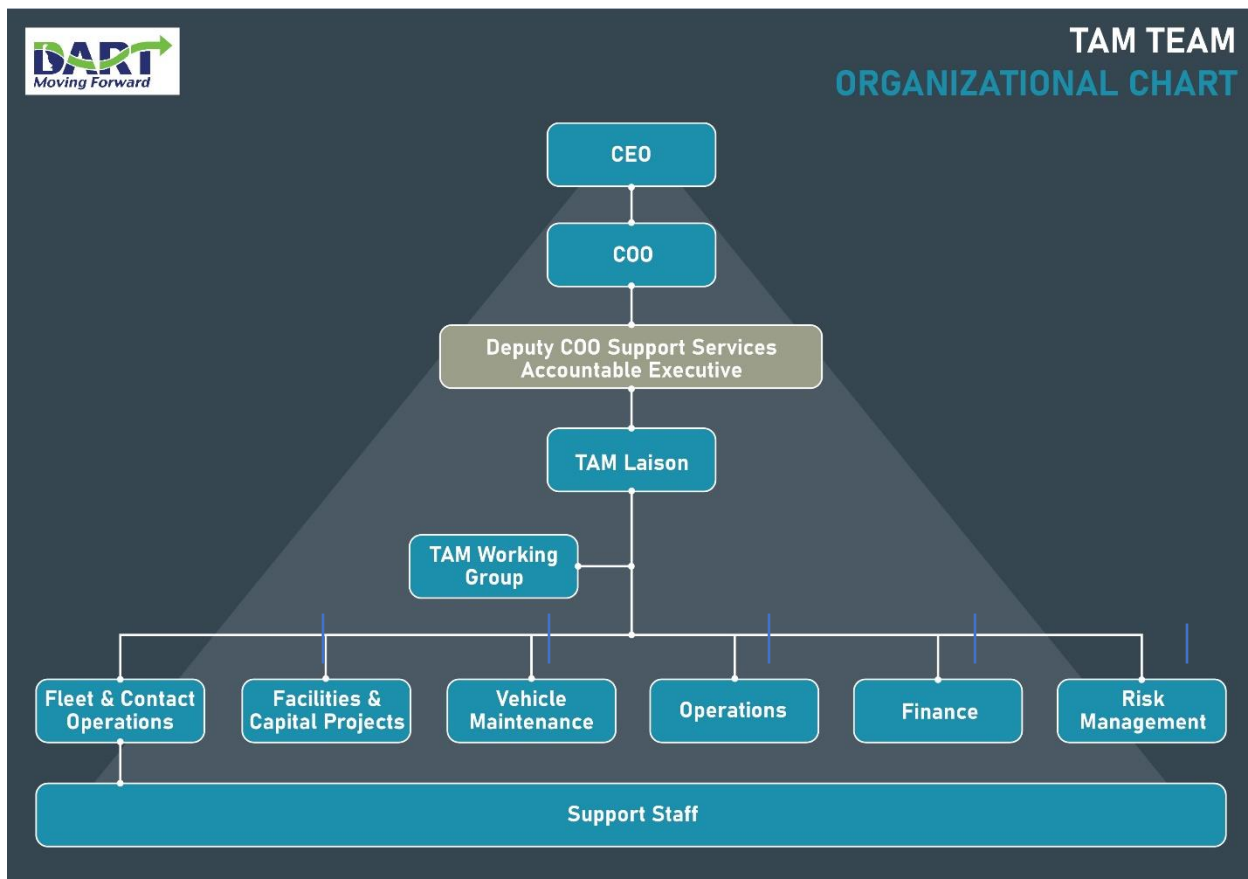 DART
Moving Forward
TAM TEAM
ORGANIZATIONAL CHART
CEO
COO
Deputy COO Support Services
Accountable Executive
TAM Laison
TAM Working
Group
Fleet & Contact
Operations
Facilities &
Capital Projects
Vehicle
Maintenance
Operations
Finance
Risk
Management
Support Staff